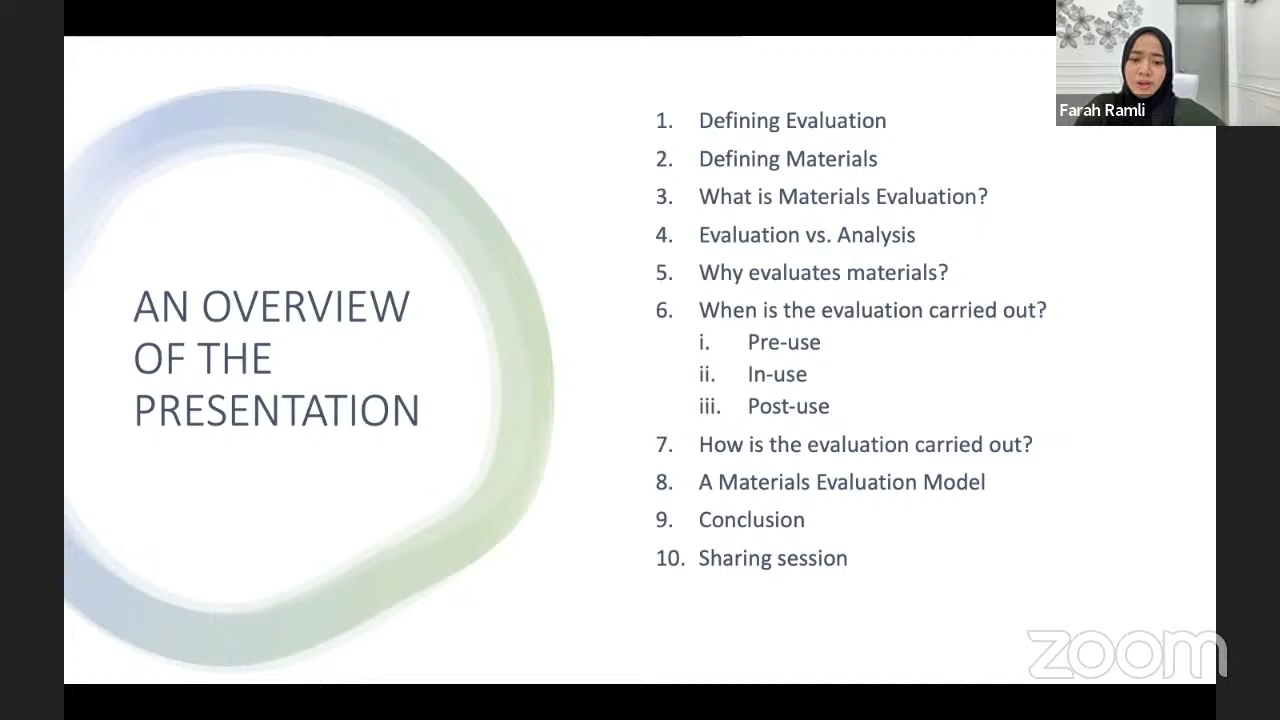 AN OVERVIEW
OF THE
PRESENTATION
1. Defining Evaluation
2. Defining Materials
3. What is Materials Evaluation?
4. Evaluation vs. Analysis
5. Why evaluates materials?
6. When is the evaluation carried out?
i. Pre-use
ii. In-use
iii. Post-use
7. How is the evaluation carried out?
8. A Materials Evaluation Model
9. Conclusion
10. Sharing session
Farah Ramli
zoom